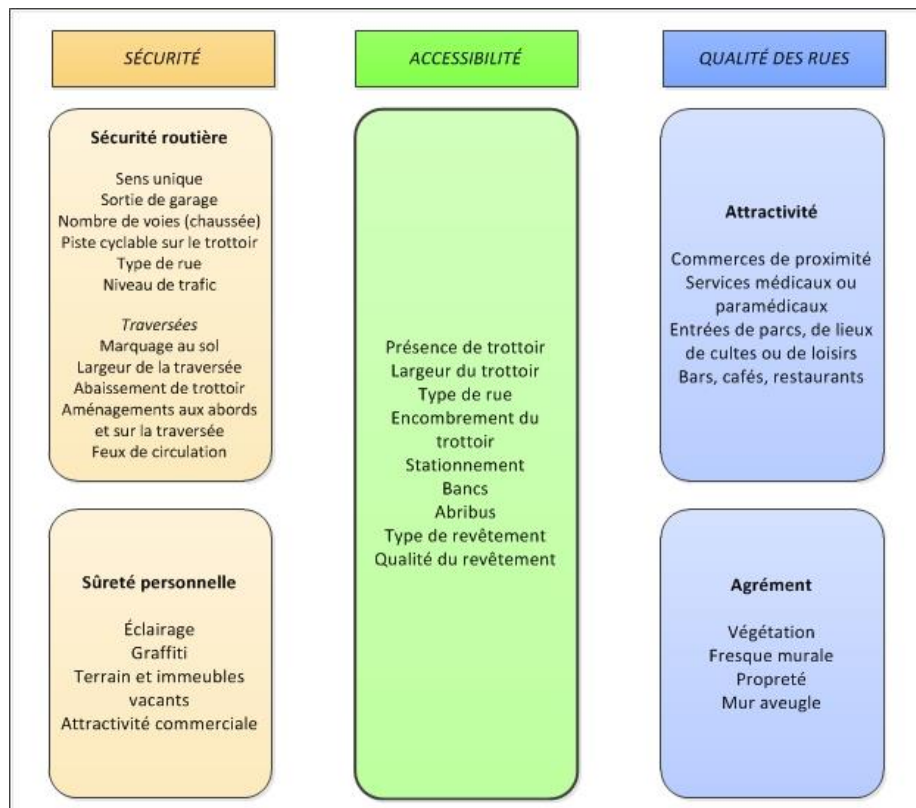 SÉCURITÉ
Sécurité routière
Sens unique
Sortie de garage
Nombre de voies (chaussée)
Piste cyclable sur le trottoir
Type de rue
Niveau de trafic
Traversées
Marquage au sol
Largeur de la traversée
Abaissement de trottoir
Aménagements aux abords
et sur la traversée
Feux de circulation
Sûreté personnelle
Éclairage
Graffiti
Terrain et immeubles
vacants
Attractivité commerciale
ACCESSIBILITÉ
Présence de trottoir
Largeur du trottoir
Type de rue
Encombrement du
trottoir
Stationnement
Bancs
Abribus
Type de revêtement
Qualité du revêtement
QUALITÉ DES RUES
Attractivité
Commerces de proximité
Services médicaux ou
paramédicaux
Entrées de parcs, de lieux
de cultes ou de loisirs
Bars, cafés, restaurants
Agrément
Végétation
Fresque murale
Propreté
Mur aveugle